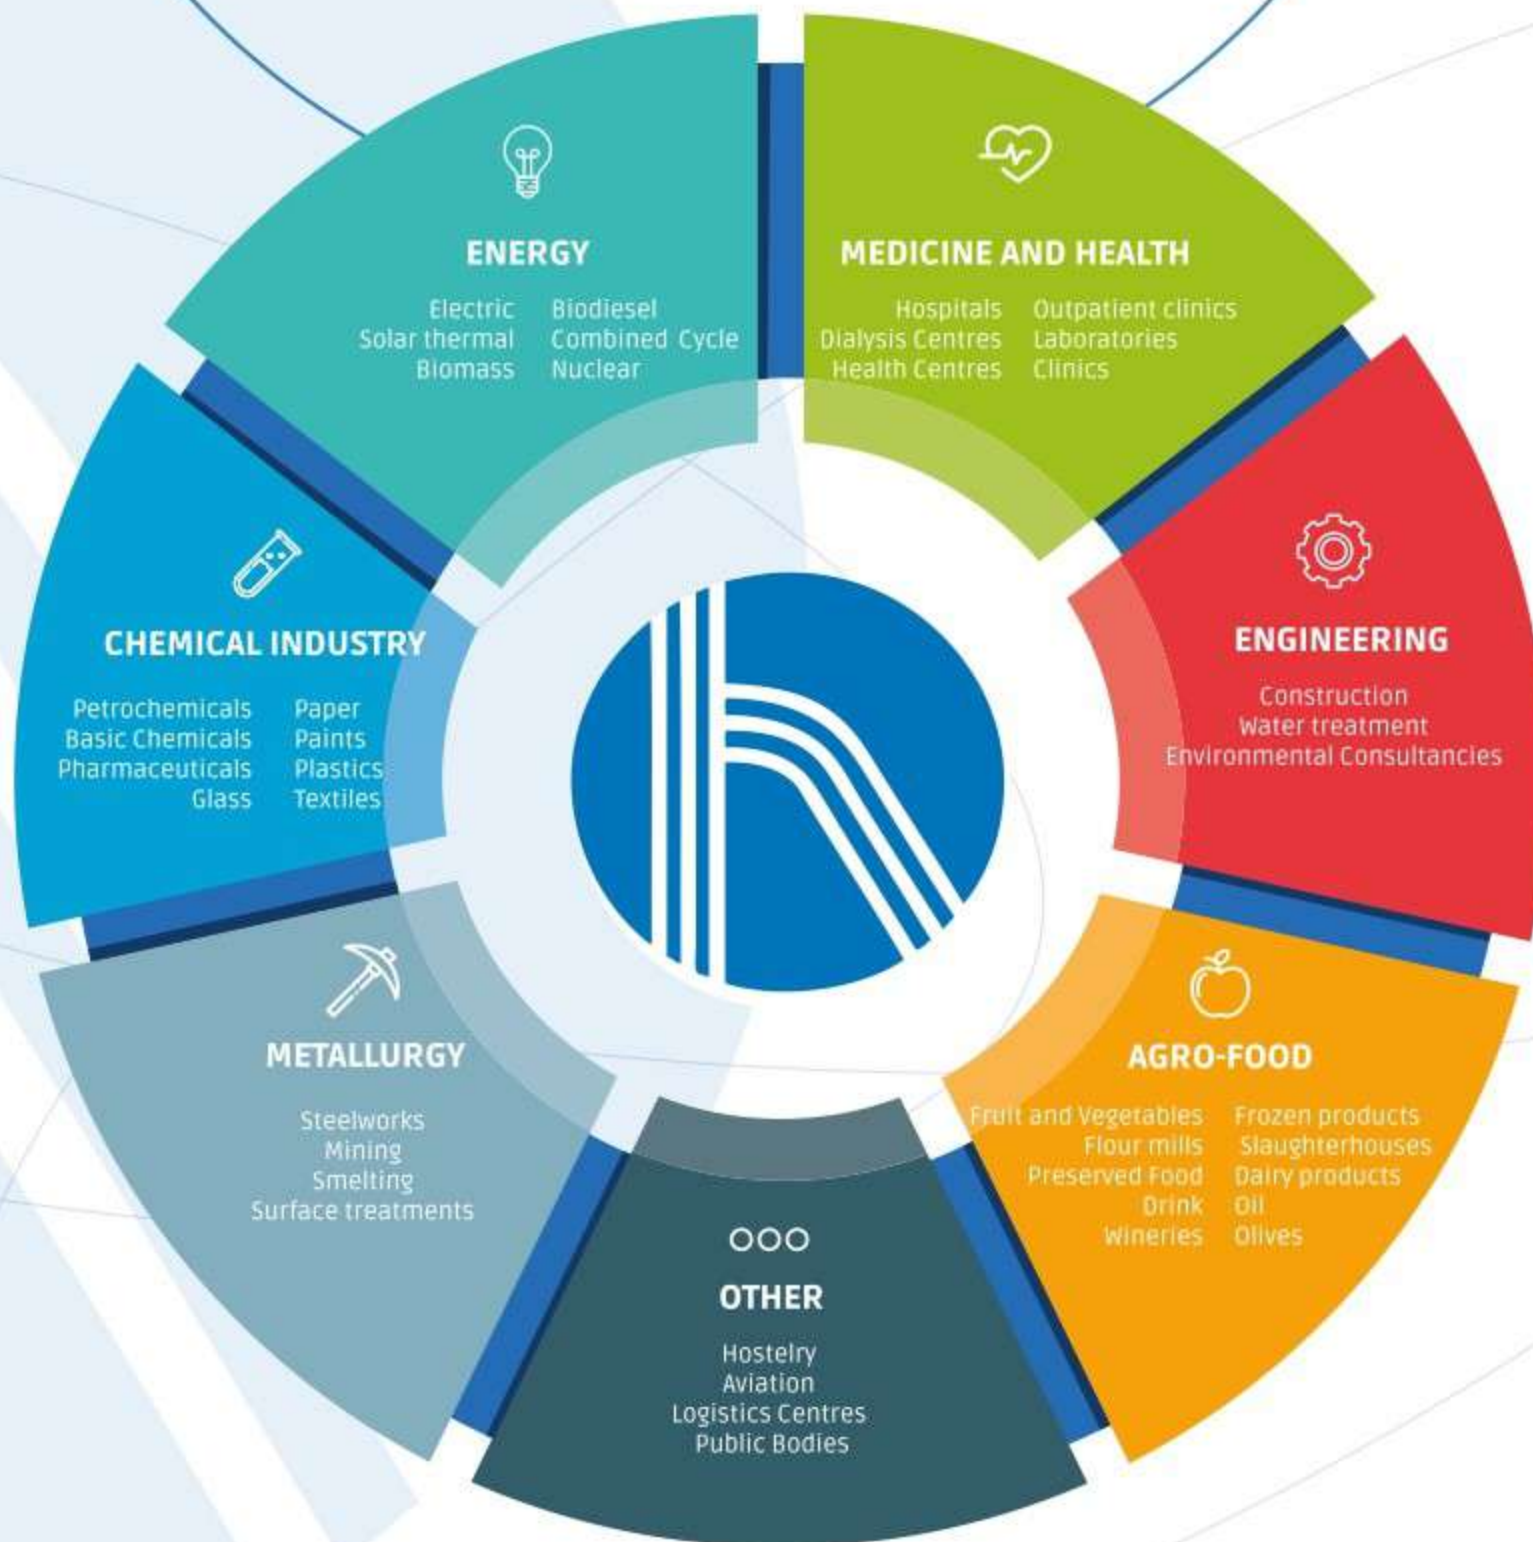 ENERGY
Electric Biodiesel
Solar thermal Combined Cycle
Biomass Nuclear
MEDICINE AND HEALTH
Hospitals Outpatient clinics
Dialysis Centres Laboratories
Health Centres Clinics
ENGINEERING
Construction
Water treatment
Environmental Consultancies
CHEMICAL INDUSTRY
Petrochemicals Paper
Basic Chemicals Paints
Pharmaceuticals Plastics
Glass Textiles
METALLURGY
Steelworks
Mining
Smelting
Surface treatments
AGRO-FOOD
Fruit and Vegetables Frozen products
Flour mills Slaughterhouses
Preserved Food Dairy products
Drink Oil
Wineries Olives
OTHER
Hostelry
Aviation
Logistics Centres
Public Bodies